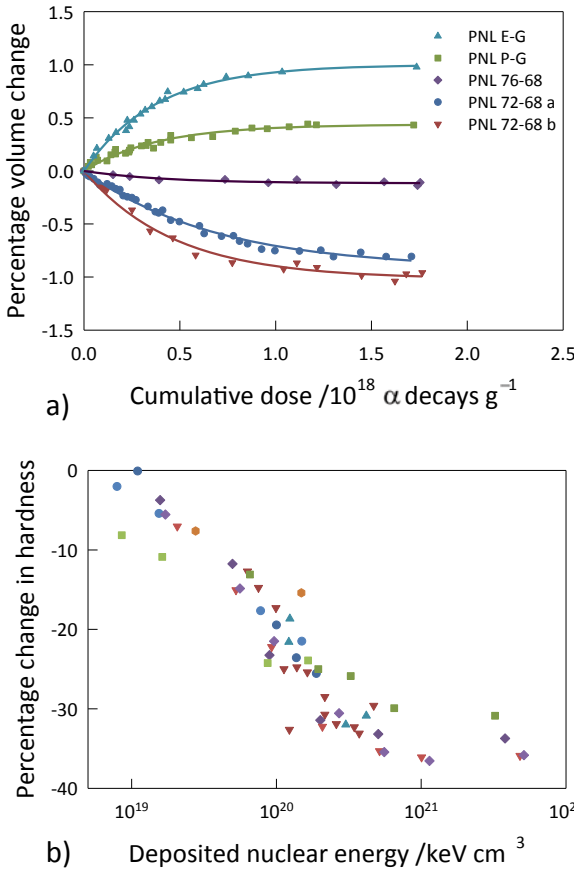 Percentage volume change
1.5
1.0
0.5
0.0
-0.5
-1.0
-1.5
PNL E-G
PNL P-G
PNL 76-68
PNL 72-68 a
PNL 72-68 b
0.0 0.5 1.0 1.5 2.0 2.5
Cumulative dose /10¹⁸ α decays g⁻¹
a)
Percentage change in hardness
0
-10
-20
-30
-40
10¹⁹ 10²⁰ 10²¹ 10²²
Deposited nuclear energy /keV cm ³
b)